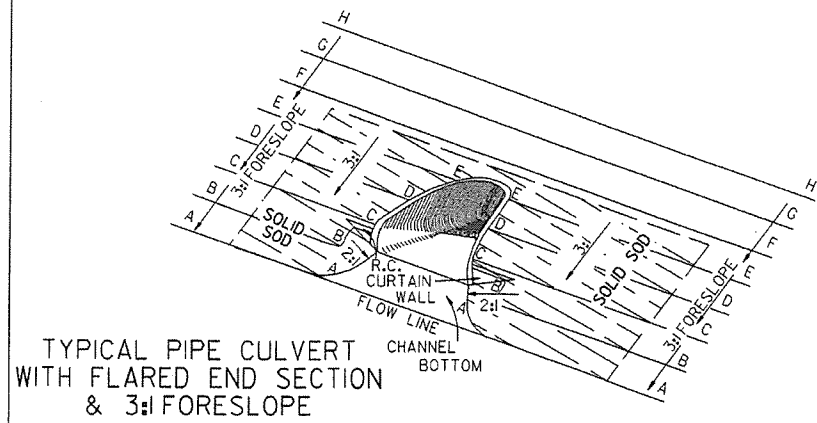 H
G
F
E
D
C
B
A
3:1 FORESLOPE
3:1
SOLID
SOD
2:1
A
B
C
D
E
E
D
C
B
A
R.C.
CURTAIN
WALL
2:1
FLOW LINE
CHANNEL
BOTTOM
3:1
SOLID SOD
H
G
F
E
D
C
B
A
3:1 FORESLOPE
TYPICAL PIPE CULVERT
WITH FLARED END SECTION
& 3:1 FORESLOPE